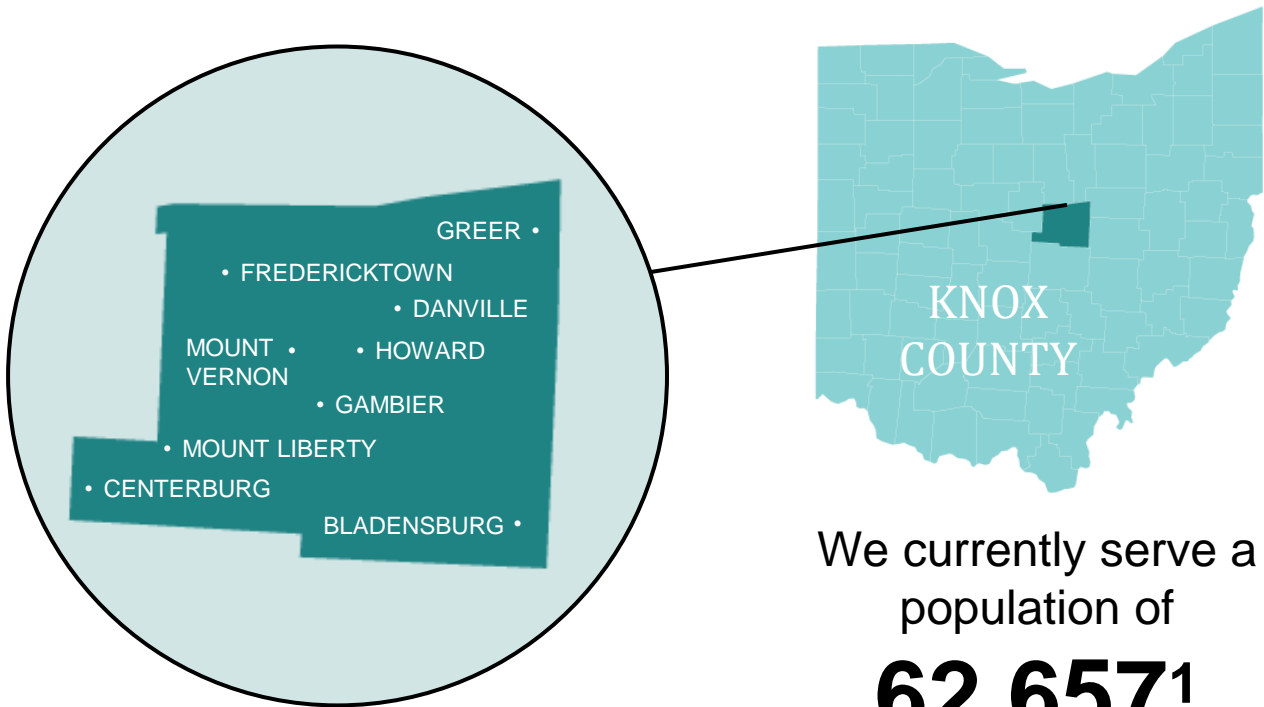 GREER •
• FREDERICKTOWN
• DANVILLE
MOUNT •
VERNON
• HOWARD
• GAMBIER
• MOUNT LIBERTY
• CENTERBURG
BLADENSBURG •
KNOX
COUNTY
We currently serve a
population of
62,657¹